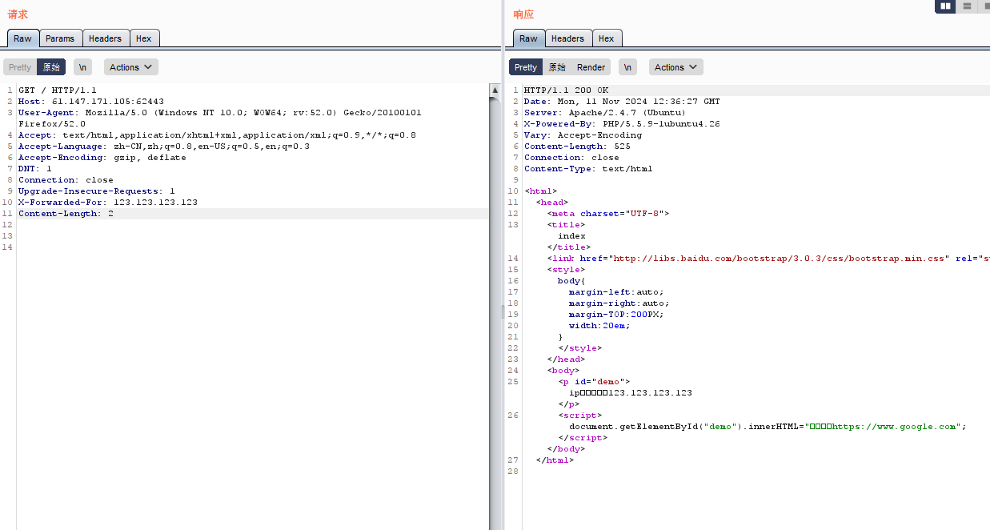 请求
Raw Params Headers Hex
Pretty 原始 \n Actions
1 GET / HTTP/1.1
2 Host: 61.147.171.105:62443
3 User-Agent: Mozilla/5.0 (Windows NT 10.0; WOW64; rv:52.0) Gecko/20100101
Firefox/52.0
4 Accept: text/html,application/xhtml+xml,application/xml;q=0.9,*/*;q=0.8
5 Accept-Language: zh-CN,zh;q=0.8,en-US;q=0.5,en;q=0.3
6 Accept-Encoding: gzip, deflate
7 DNT: 1
8 Connection: close
9 Upgrade-Insecure-Requests: 1
10 X-Forwarded-For: 123.123.123.123
11 Content-Length: 2
12
13
14
响应
Raw Headers Hex
Pretty 原始 Render \n Actions
1 HTTP/1.1 200 OK
2 Date: Mon, 11 Nov 2024 12:36:27 GMT
3 Server: Apache/2.4.7 (Ubuntu)
4 X-Powered-By: PHP/5.5.9-1ubuntu4.26
5 Vary: Accept-Encoding
6 Content-Length: 525
7 Connection: close
8 Content-Type: text/html
9
10 <html>
11 <head>
12 <meta charset="UTF-8">
13 <title>
index
</title>
14 <link href="http://libs.baidu.com/bootstrap/3.0.3/css/bootstrap.min.css" rel="st
15 <style>
16 body{
17 margin-left:auto;
18 margin-right:auto;
19 margin-TOP:200PX;
20 width:20em;
21 }
22 </style>
23 </head>
24 <body>
25 <p id="demo">
ip□□□□□123.123.123.123
</p>
26 <script>
document.getElementById("demo").innerHTML="□□□□https://www.google.com";
</script>
</body>
27 </html>
28